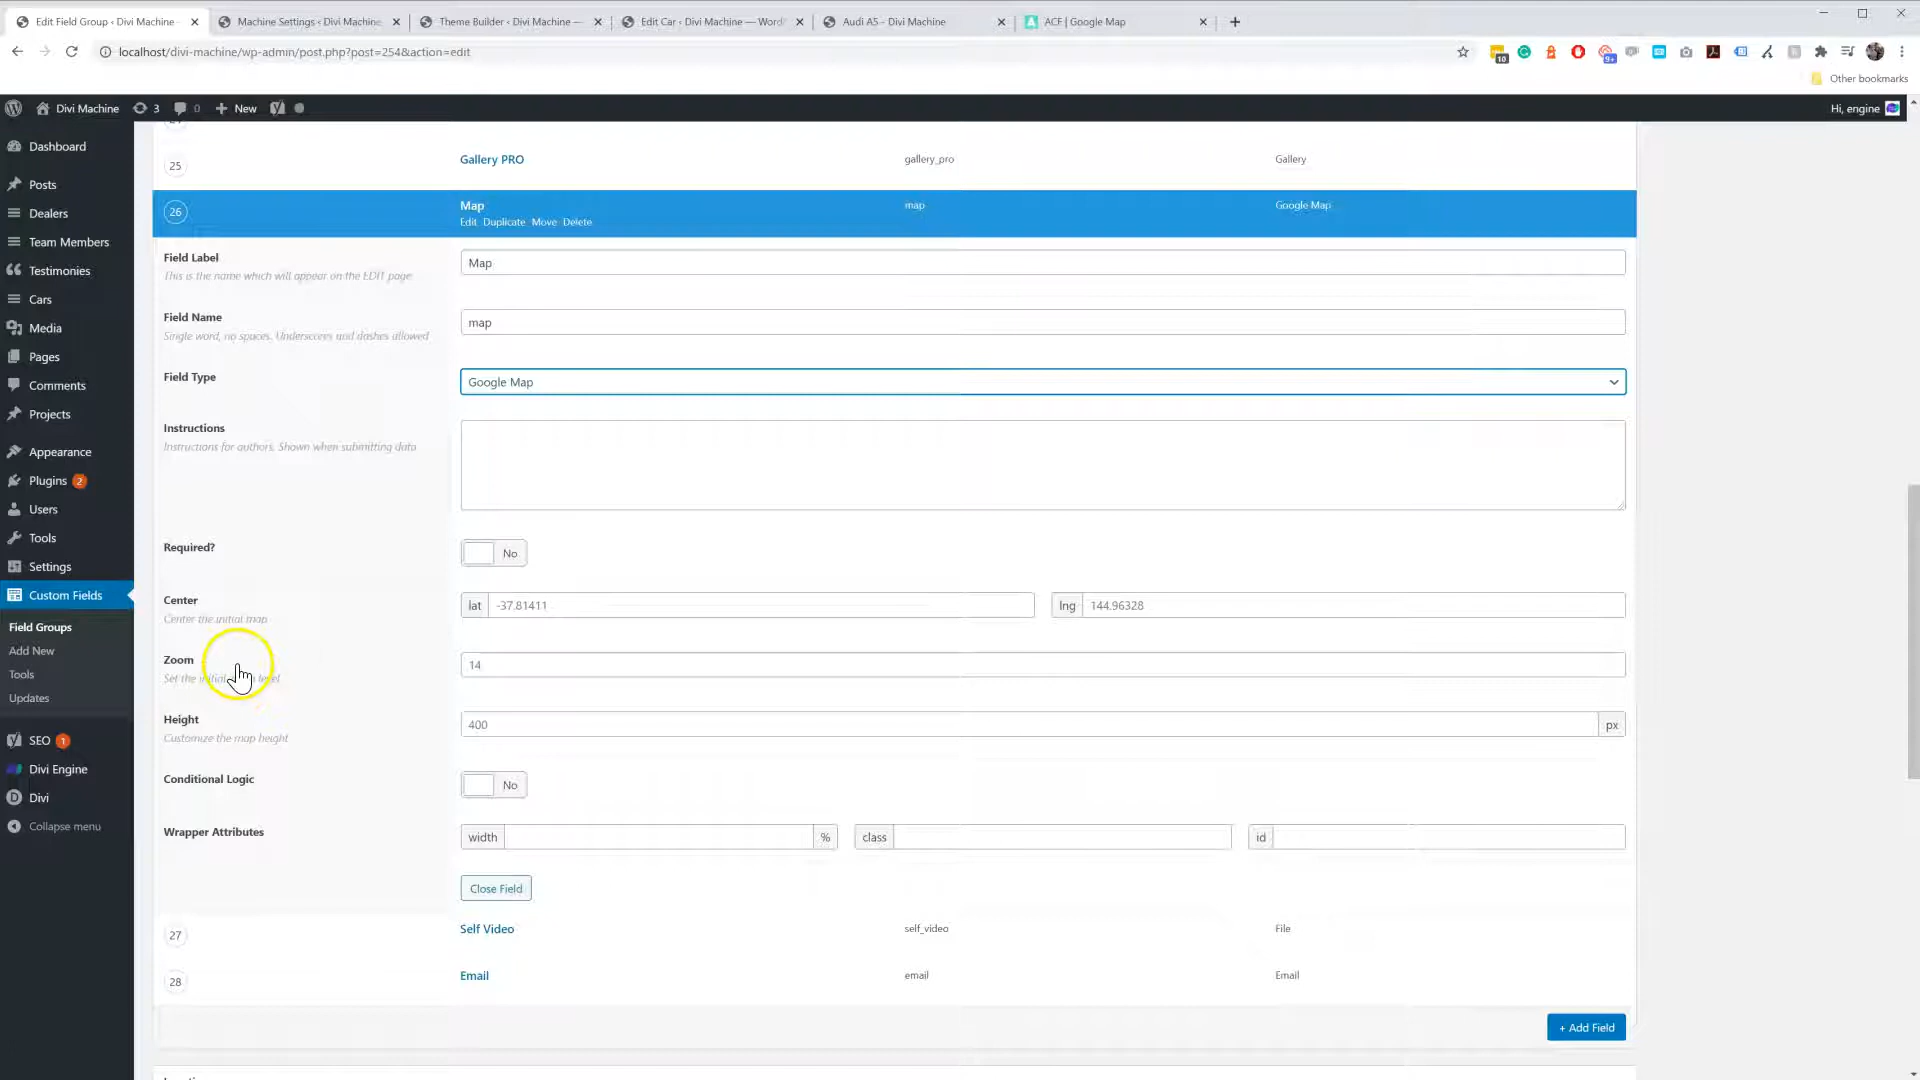 Edit Field Group ‹ Divi Machine —
Machine Settings ‹ Divi Machine
Theme Builder ‹ Divi Machine —
Edit Car ‹ Divi Machine — Word
Audi A5 – Divi Machine
ACF | Google Map
localhost/divi-machine/wp-admin/post.php?post=254&action=edit
10
9+
Other bookmarks
Divi Machine
3
0
New
Hi, engine
Dashboard
Posts
Dealers
Team Members
Testimonies
Cars
Media
Pages
Comments
Projects
Appearance
Plugins 2
Users
Tools
Settings
Custom Fields
Field Groups
Add New
Tools
Updates
SEO 1
Divi Engine
Divi
Collapse menu
25 Gallery PRO gallery_pro Gallery
26 Map map Google Map
Edit Duplicate Move Delete
Field Label
This is the name which will appear on the EDIT page
Map
Field Name
Single word, no spaces. Underscores and dashes allowed
map
Field Type
Google Map
Instructions
Instructions for authors. Shown when submitting data
Required?
No
Center
Center the initial map
lat -37.81411
lng 144.96328
Zoom
Set the initial level
14
Height
Customize the map height
400 px
Conditional Logic
No
Wrapper Attributes
width %
class
id
Close Field
27 Self Video self_video File
28 Email email Email
+ Add Field